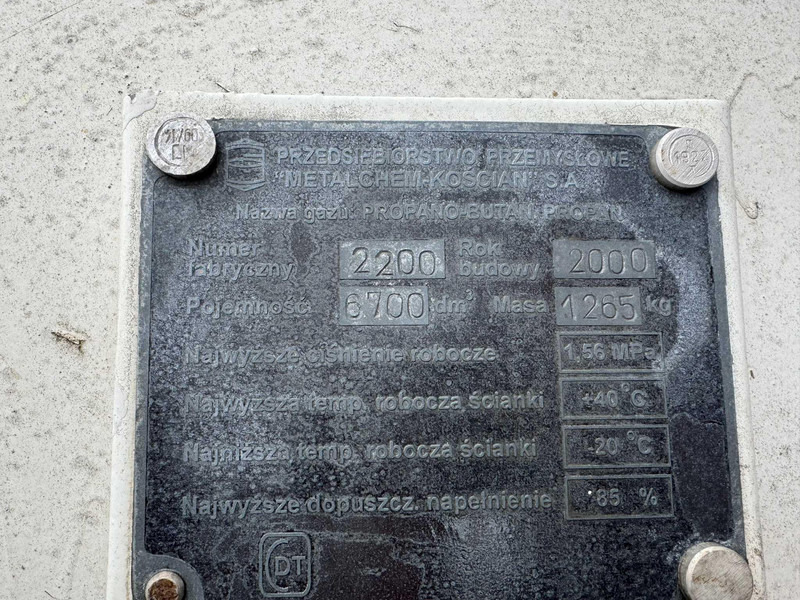 PRZEDSIĘBIORSTWO PRZEMYSŁOWE
"METALCHEM-KOŚCIAN" S.A
Nazwa gazu: PROPANO-BUTAN, PROPAN
Numer fabryczny 2200 Rok budowy 2000
Pojemność 6700 dm³ Masa 1265 kg
Najwyższe ciśnienie robocze 1,56 MPa
Najwyższa temp. robocza ścianki +40°C
Najniższa temp. robocza ścianki -20°C
Najwyższe dopuszcz. napełnienie 85 %
DT